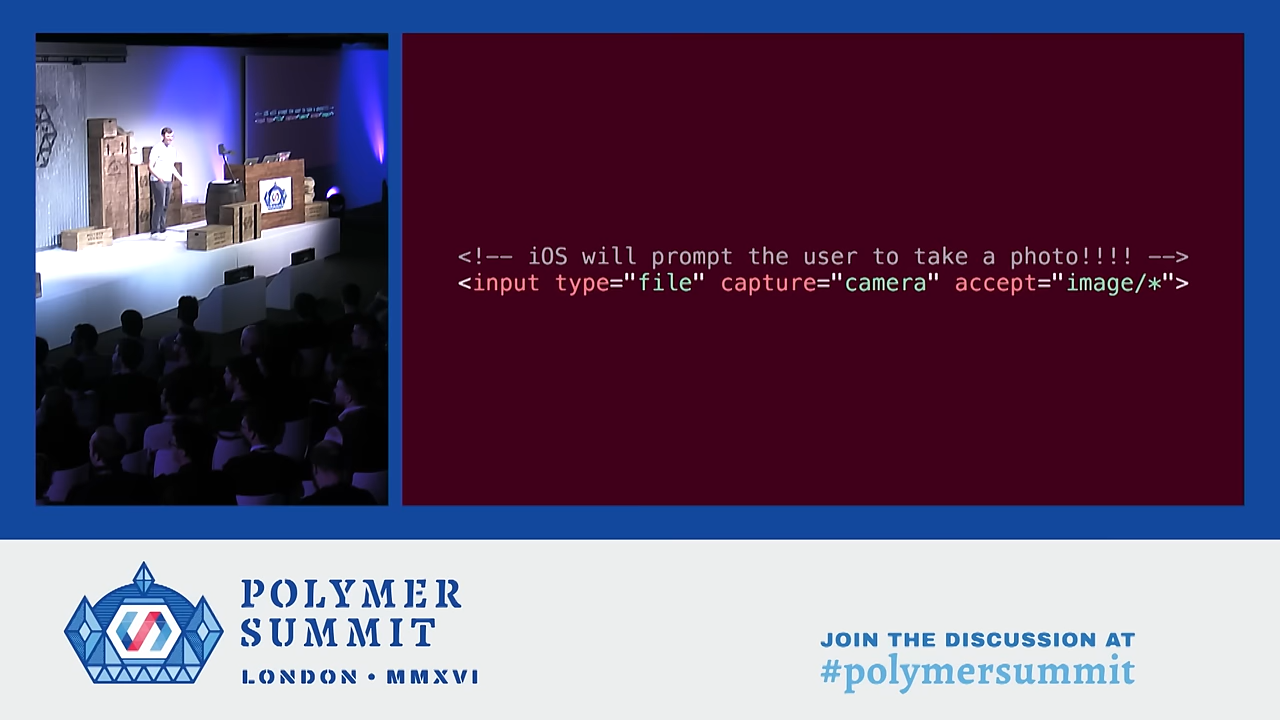 <!-- iOS will prompt the user to take a photo!!!! -->
<input type="file" capture="camera" accept="image/*">
POLYMER
SUMMIT
LONDON • MMXVI
JOIN THE DISCUSSION AT
#polymersummit